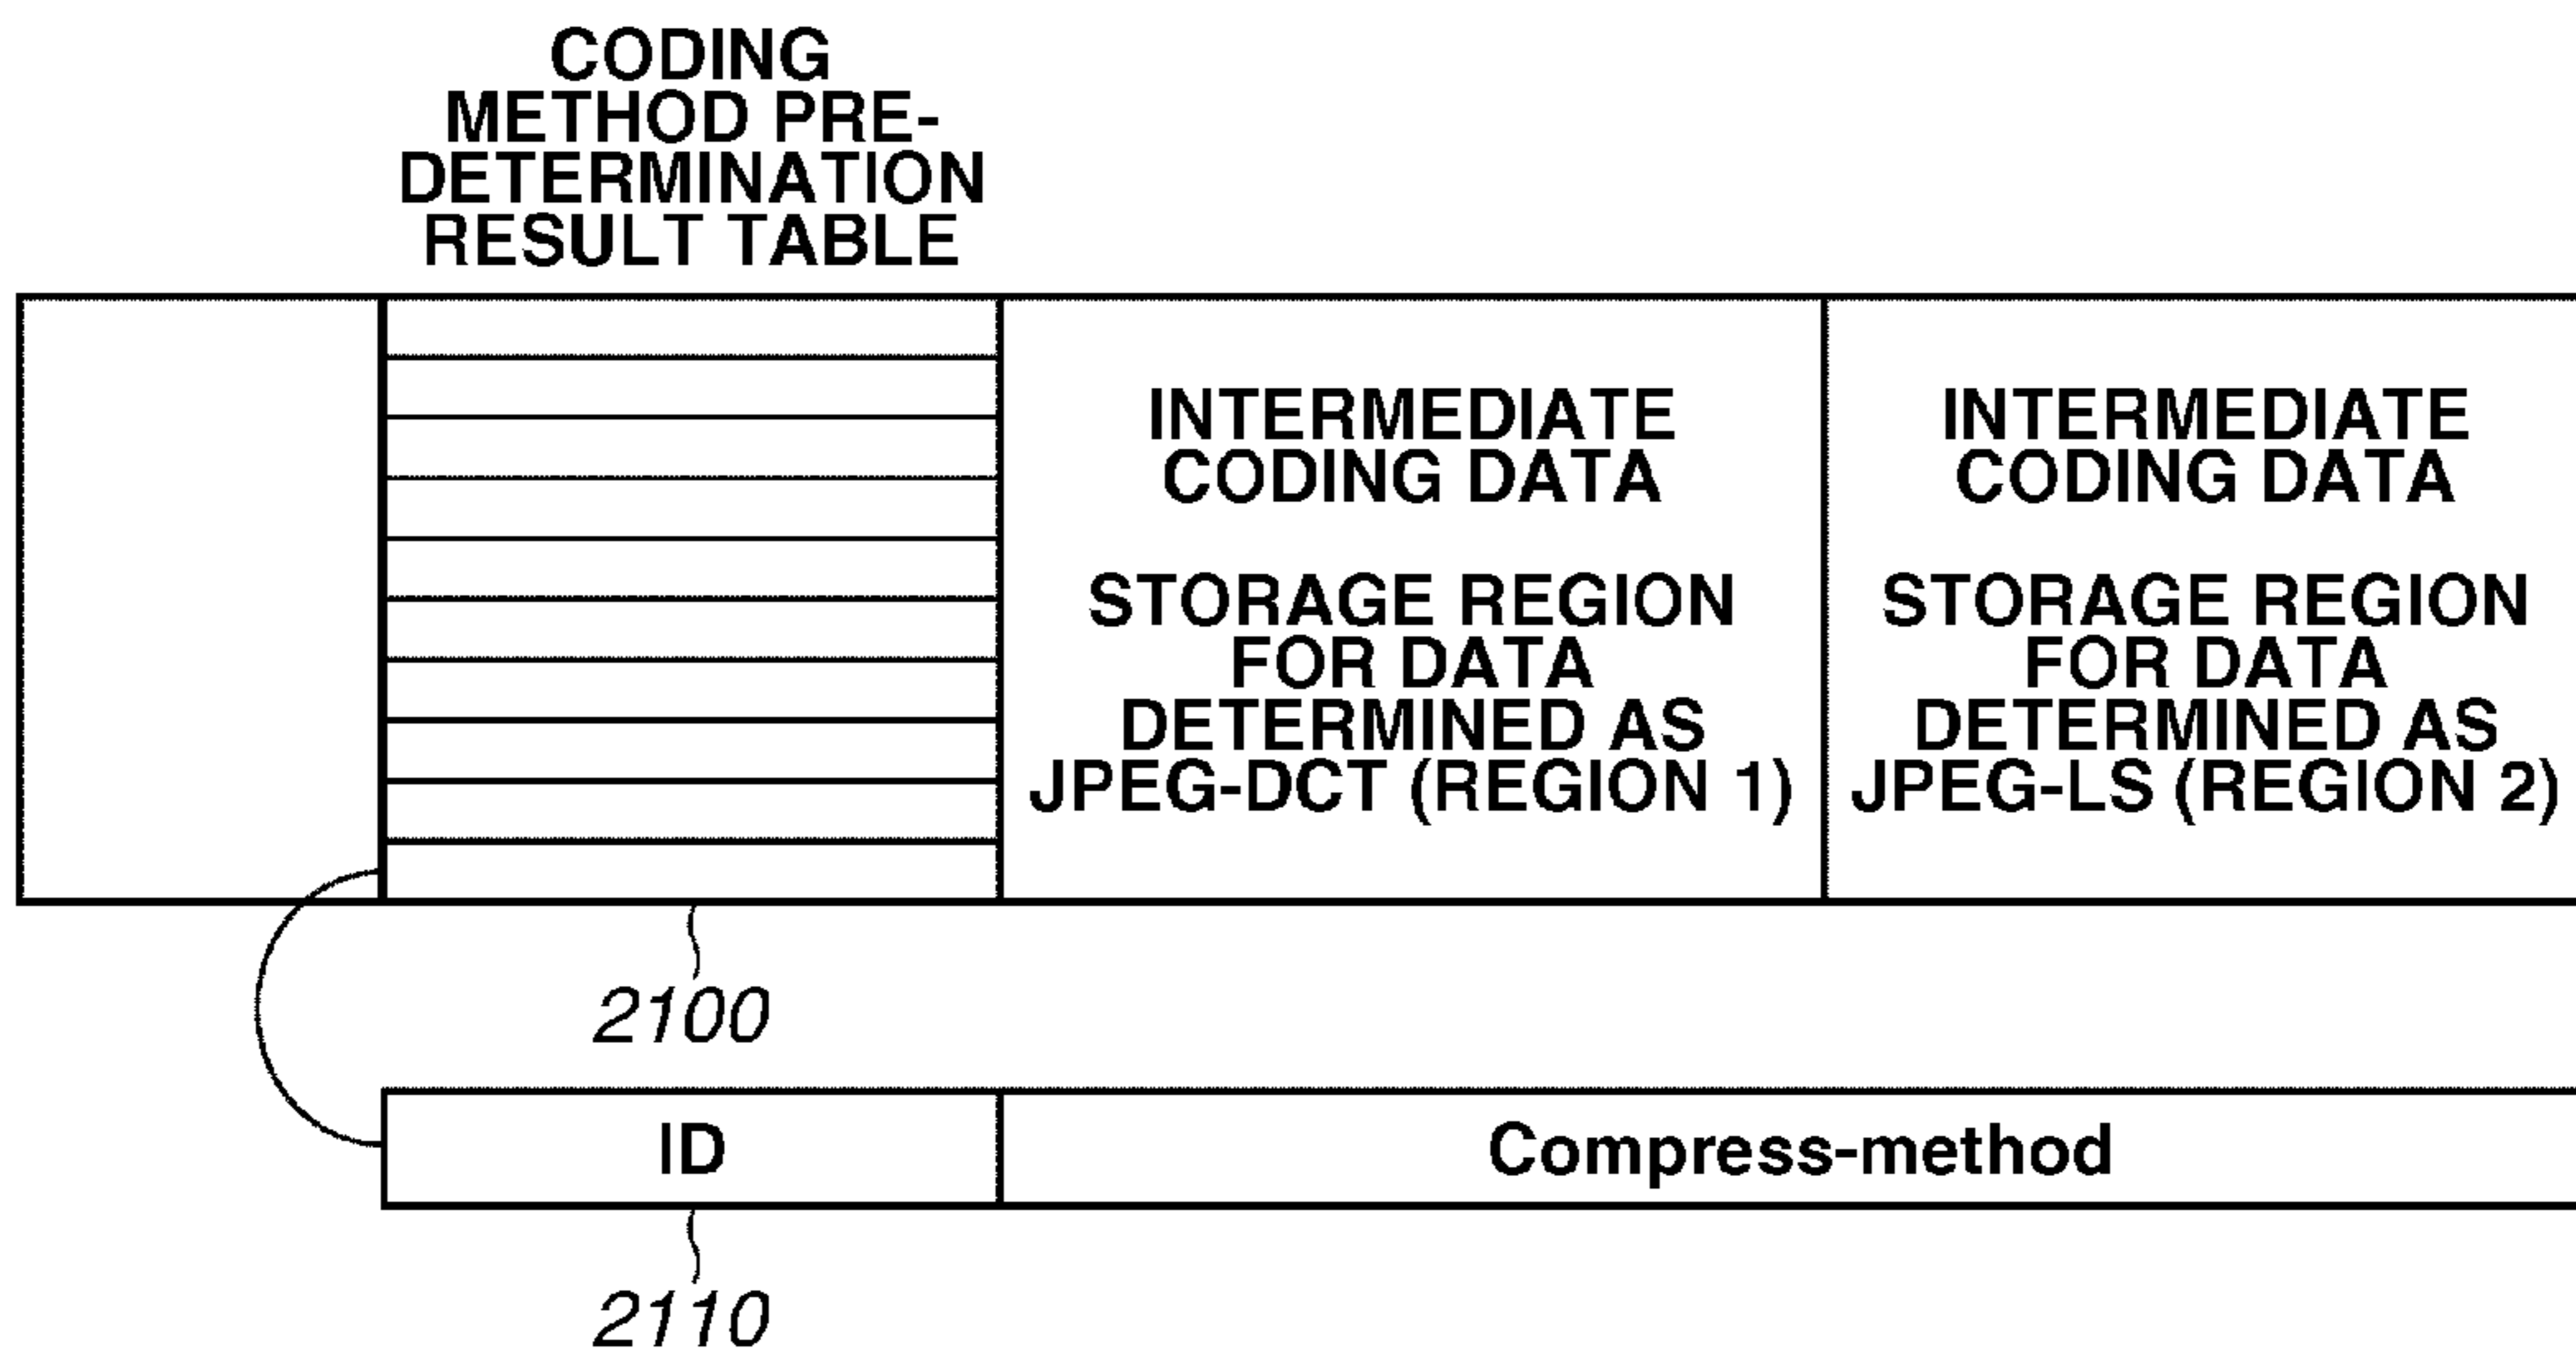 CODING
METHOD PRE-
DETERMINATION
RESULT TABLE
INTERMEDIATE
CODING DATA
STORAGE REGION
FOR DATA
DETERMINED AS
JPEG-DCT (REGION 1)
INTERMEDIATE
CODING DATA
STORAGE REGION
FOR DATA
DETERMINED AS
JPEG-LS (REGION 2)
2100
ID
Compress-method
2110